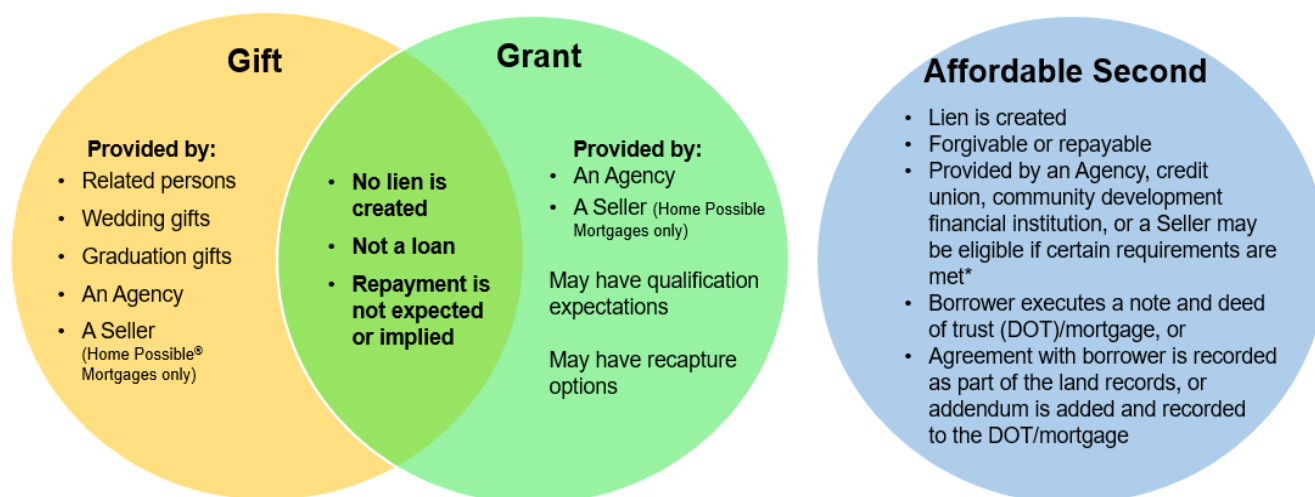 Gift
Provided by:
• Related persons
• Wedding gifts
• Graduation gifts
• An Agency
• A Seller
(Home Possible® 
Mortgages only)
• No lien is
created
• Not a loan
• Repayment is
not expected
or implied
Grant
Provided by:
• An Agency
• A Seller (Home Possible
Mortgages only)
May have qualification
expectations
May have recapture
options
Affordable Second
• Lien is created
• Forgivable or repayable
• Provided by an Agency, credit
union, community development
financial institution, or a Seller may
be eligible if certain requirements are
met*
• Borrower executes a note and deed
of trust (DOT)/mortgage, or
• Agreement with borrower is recorded
as part of the land records, or
addendum is added and recorded
to the DOT/mortgage